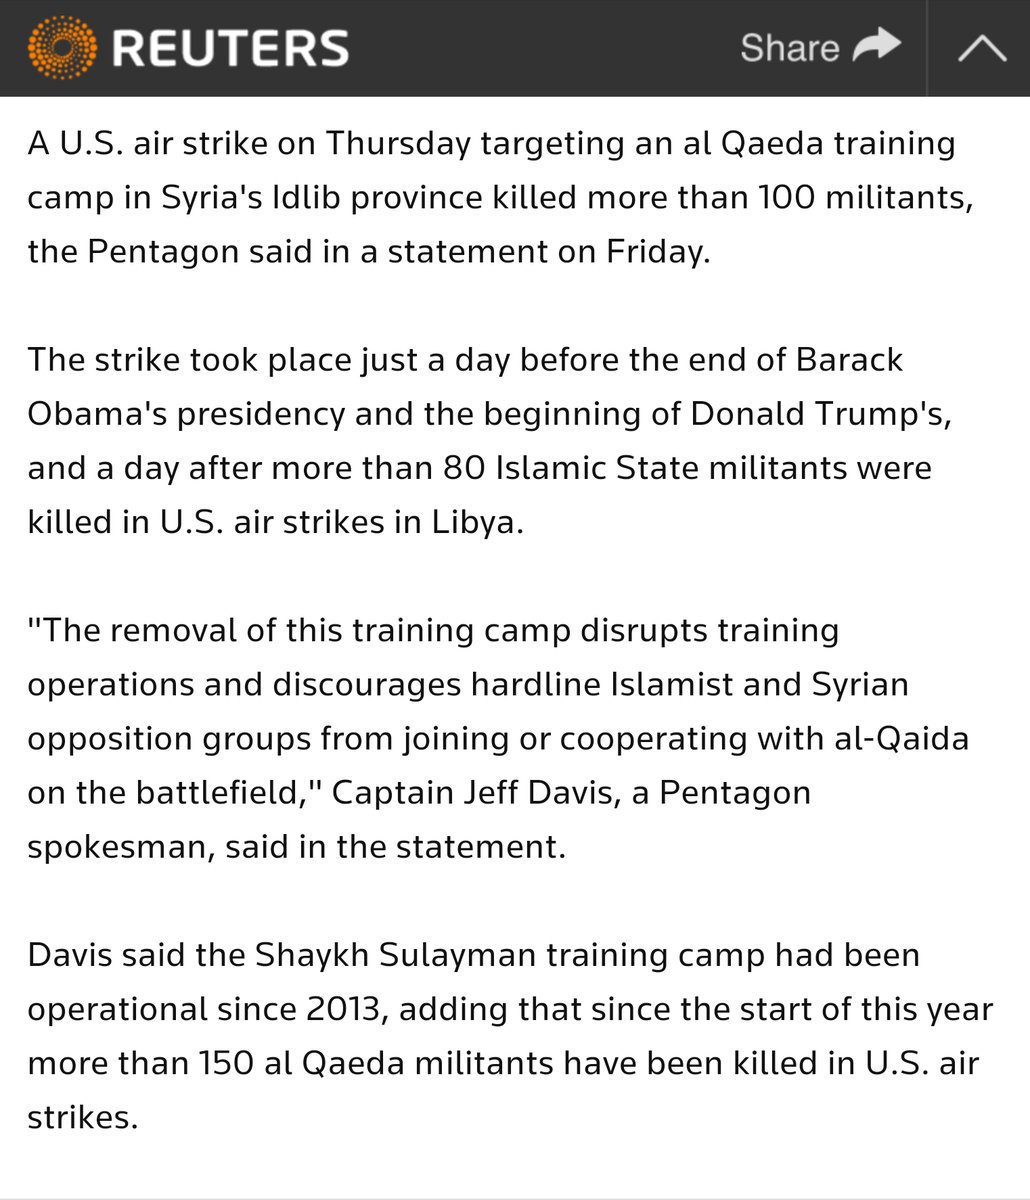 REUTERS Share
A U.S. air strike on Thursday targeting an al Qaeda training
camp in Syria's Idlib province killed more than 100 militants,
the Pentagon said in a statement on Friday.
The strike took place just a day before the end of Barack
Obama's presidency and the beginning of Donald Trump's,
and a day after more than 80 Islamic State militants were
killed in U.S. air strikes in Libya.
"The removal of this training camp disrupts training
operations and discourages hardline Islamist and Syrian
opposition groups from joining or cooperating with al-Qaida
on the battlefield," Captain Jeff Davis, a Pentagon
spokesman, said in the statement.
Davis said the Shaykh Sulayman training camp had been
operational since 2013, adding that since the start of this year
more than 150 al Qaeda militants have been killed in U.S. air
strikes.